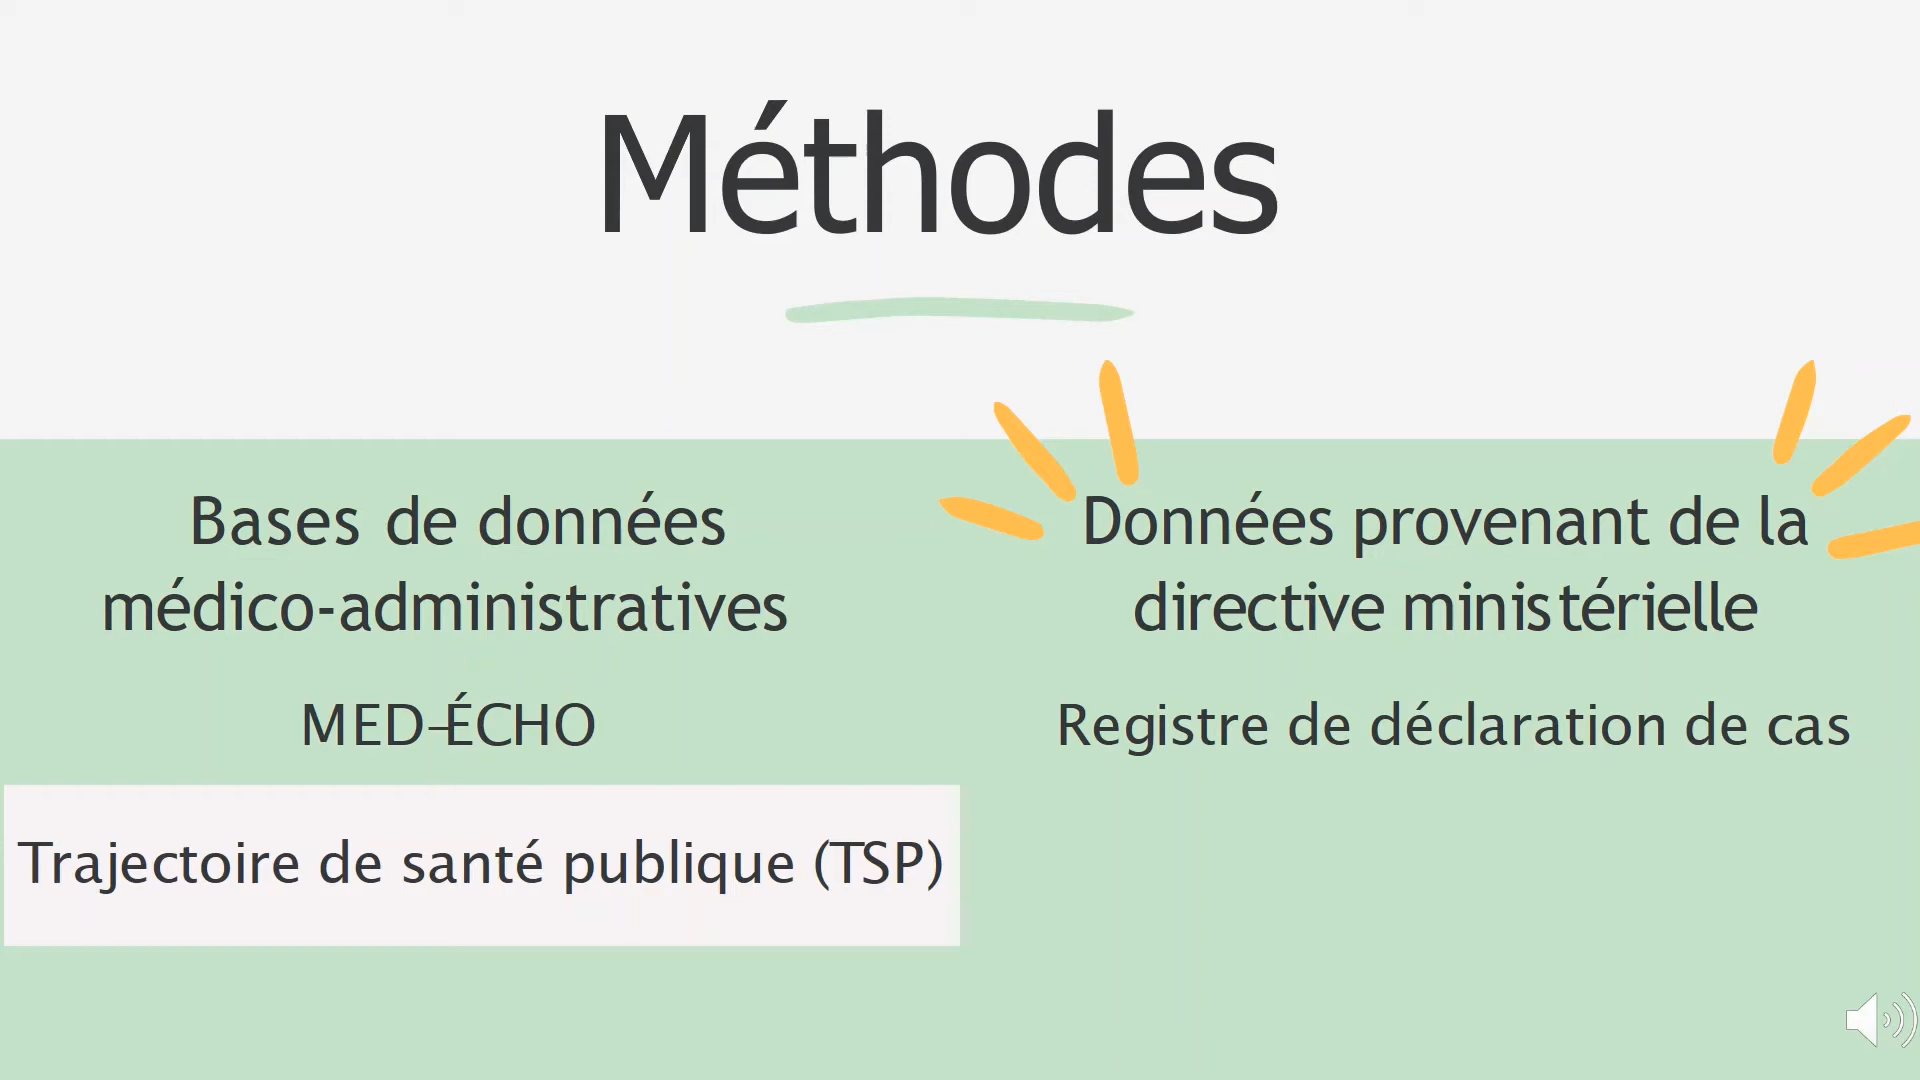 Méthodes
Bases de données
médico-administratives
MED-ÉCHO
Trajectoire de santé publique (TSP)
Données provenant de la
directive ministérielle
Registre de déclaration de cas